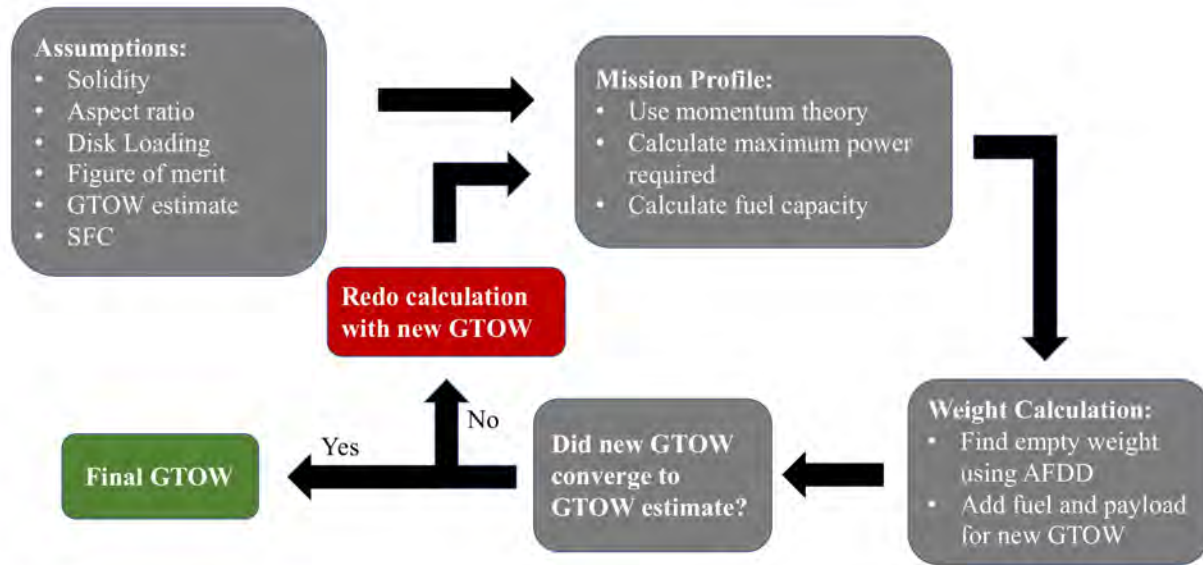 Assumptions:
• Solidity
• Aspect ratio
• Disk Loading
• Figure of merit
• GTOW estimate
• SFC
Mission Profile:
• Use momentum theory
• Calculate maximum power
required
• Calculate fuel capacity
Redo calculation
with new GTOW
Weight Calculation:
• Find empty weight
using AFDD
• Add fuel and payload
for new GTOW
Did new GTOW
converge to
GTOW estimate?
No
Yes
Final GTOW